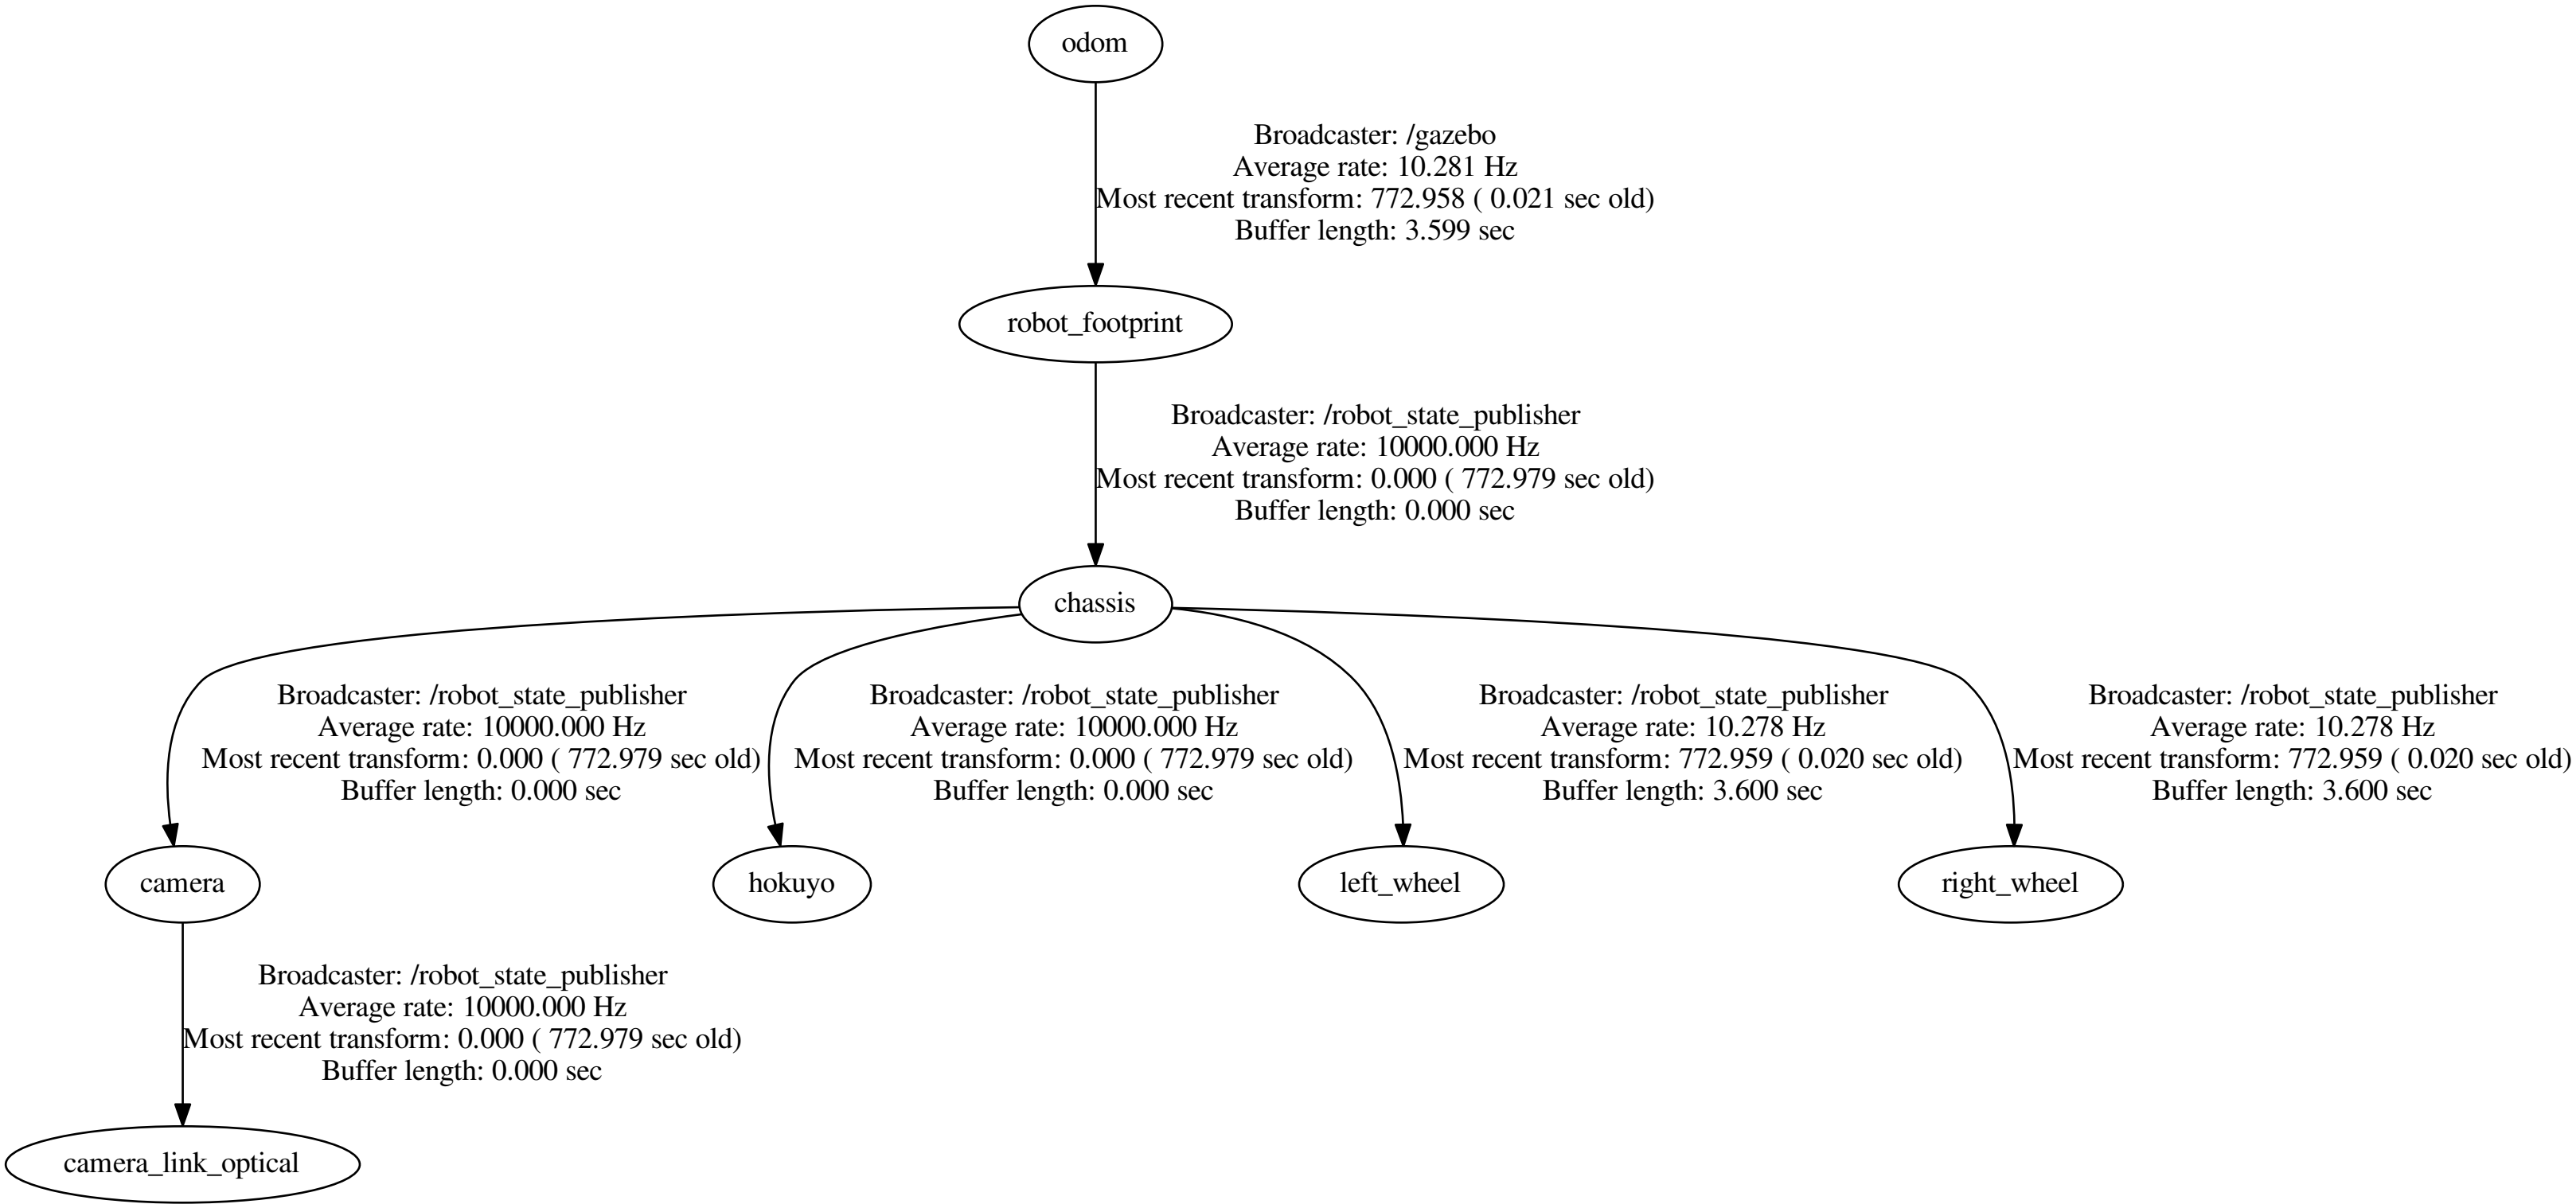 odom
Broadcaster: /gazebo
Average rate: 10.281 Hz
Most recent transform: 772.958 ( 0.021 sec old)
Buffer length: 3.599 sec
robot_footprint
Broadcaster: /robot_state_publisher
Average rate: 10000.000 Hz
Most recent transform: 0.000 ( 772.979 sec old)
Buffer length: 0.000 sec
chassis
Broadcaster: /robot_state_publisher
Average rate: 10000.000 Hz
Most recent transform: 0.000 ( 772.979 sec old)
Buffer length: 0.000 sec
Broadcaster: /robot_state_publisher
Average rate: 10000.000 Hz
Most recent transform: 0.000 ( 772.979 sec old)
Buffer length: 0.000 sec
Broadcaster: /robot_state_publisher
Average rate: 10.278 Hz
Most recent transform: 772.959 ( 0.020 sec old)
Buffer length: 3.600 sec
Broadcaster: /robot_state_publisher
Average rate: 10.278 Hz
Most recent transform: 772.959 ( 0.020 sec old)
Buffer length: 3.600 sec
camera
hokuyo
left_wheel
right_wheel
Broadcaster: /robot_state_publisher
Average rate: 10000.000 Hz
Most recent transform: 0.000 ( 772.979 sec old)
Buffer length: 0.000 sec
camera_link_optical